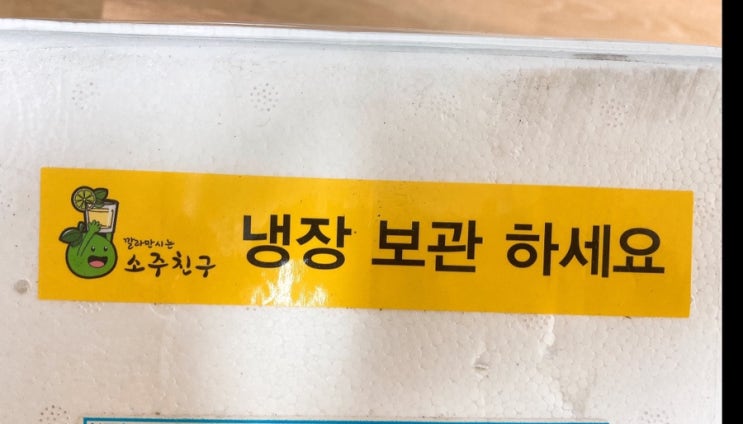 깔라만시는
소주친구
냉장 보관 하세요